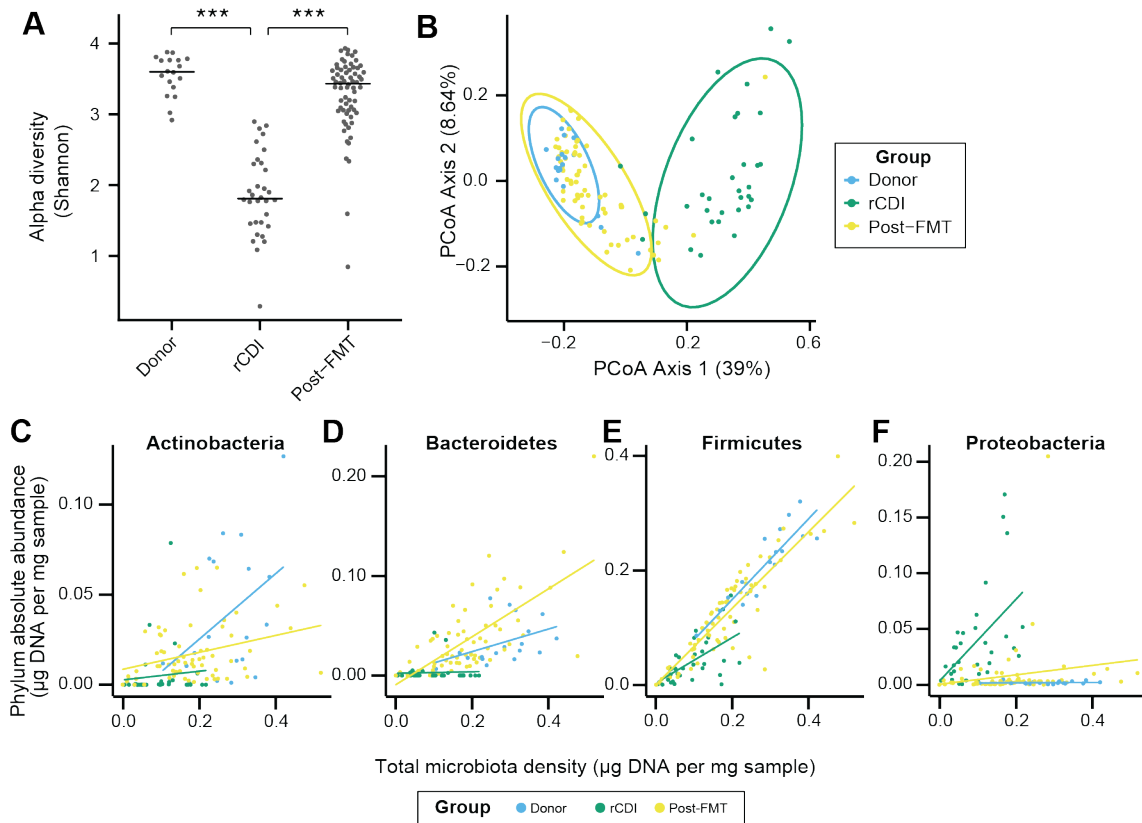 A
*** ***
Alpha diversity
(Shannon)
4
3
2
1
Donor
rCDI
Post−FMT
B
PCoA Axis 2 (8.64%)
0.2
0.0
−0.2
−0.2 0.2 0.6
PCoA Axis 1 (39%)
Group
Donor
rCDI
Post−FMT
Phylum absolute abundance
(μg DNA per mg sample)
C
Actinobacteria
0.10
0.05
0.00
0.0 0.2 0.4
D
Bacteroidetes
0.20
0.10
0.00
0.0 0.2 0.4
E
Firmicutes
0.4
0.2
0.0
0.0 0.2 0.4
F
Proteobacteria
0.20
0.15
0.10
0.05
0.00
0.0 0.2 0.4
Total microbiota density (μg DNA per mg sample)
Group Donor rCDI Post-FMT